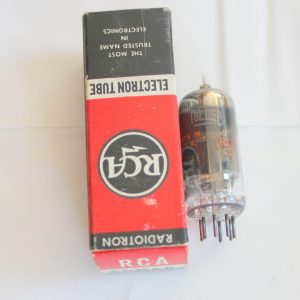 THE MOST
TRUSTED NAME
IN
ELECTRONICS
ELECTRON TUBE
RCA
RADIOTRON
RCA